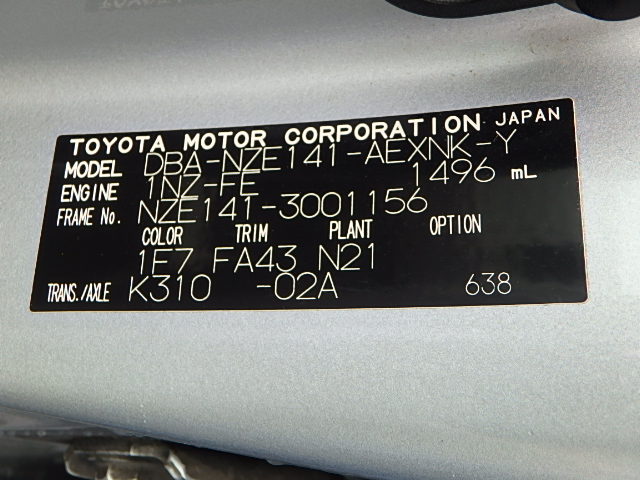 TOYOTA MOTOR CORPORATION JAPAN
MODEL DBA-NZE141-AEXNK-Y
ENGINE 1NZ-FE 1496 mL
FRAME No. NZE141-3001156
COLOR TRIM PLANT OPTION
1E7 FA43 N21
TRANS./AXLE K310 -02A 638